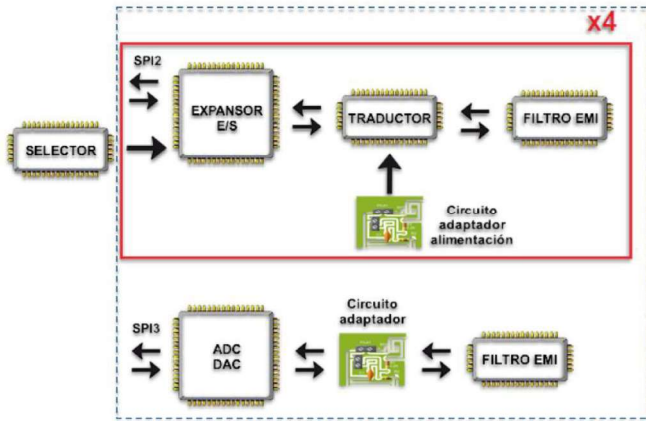 x4
SPI2
EXPANSOR
E/S
TRADUCTOR
FILTRO EMI
SELECTOR
Circuito
adaptador
alimentación
SPI3
ADC
DAC
Circuito
adaptador
FILTRO EMI